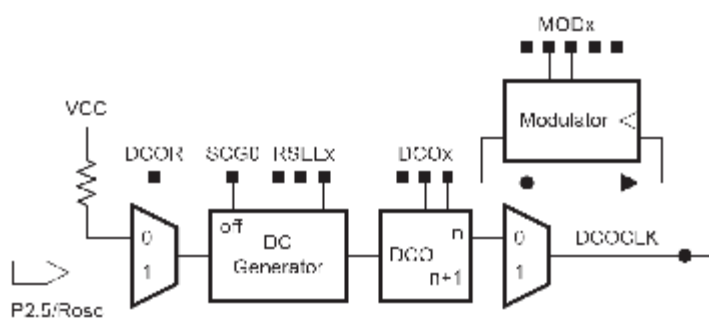 MODx
VCC
Modulator
DCOR SCG0 RSELx DCOx
off
n
0
DC
0
DCOCLK
DCO
1
Generator
n+1
1
P2.5/Rosc